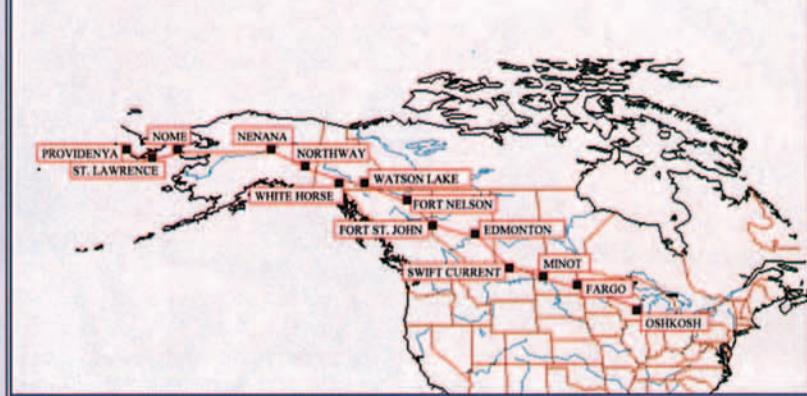 NOME
NENANA
PROVIDENYA
NORTHWAY
ST. LAWRENCE
WATSON LAKE
WHITE HORSE
FORT NELSON
FORT ST. JOHN
EDMONTON
MINOT
SWIFT CURRENT
FARGO
OSHKOSH